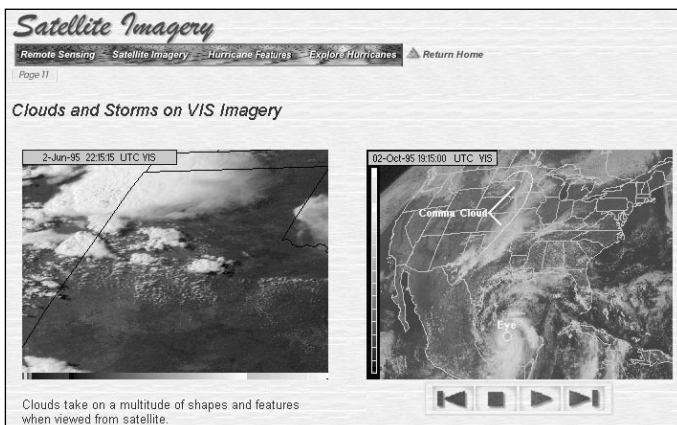 Satellite Imagery
Remote Sensing Satellite Imagery Hurricane Features Explore Hurricanes Return Home
Page 11
Clouds and Storms on VIS Imagery
2-Jun-95 22:15:15 UTC VIS
02-Oct-95 19:15:00 UTC VIS
Comma Cloud
Eye
Clouds take on a multitude of shapes and features
when viewed from satellite.